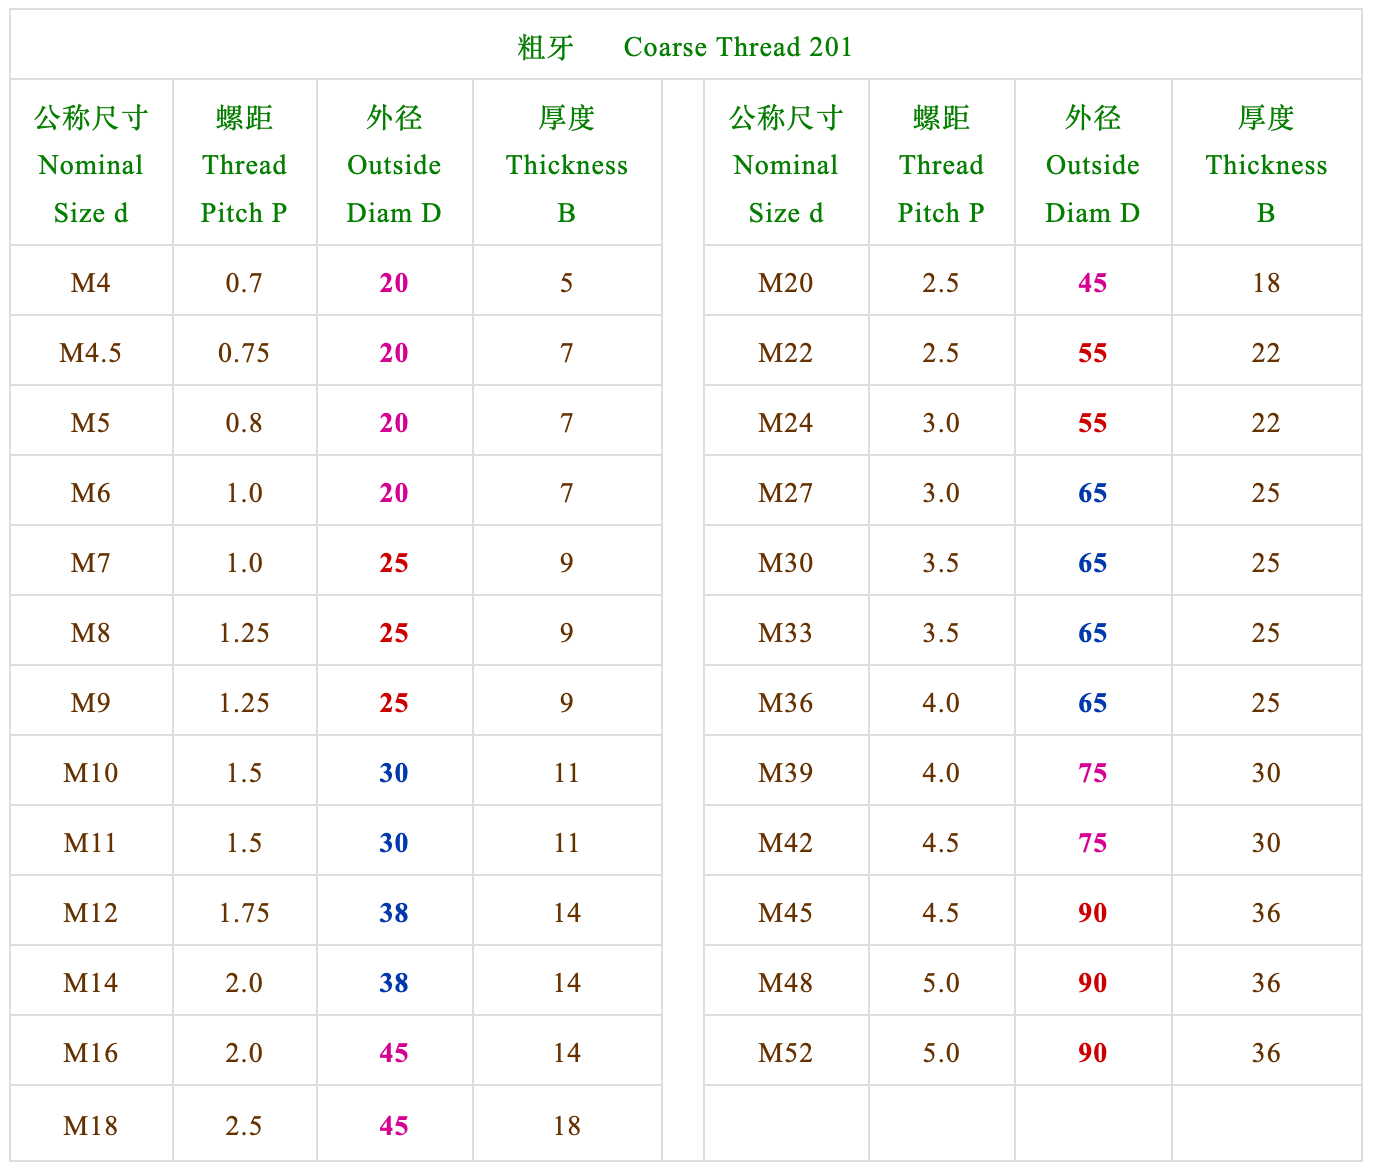 粗牙 Coarse Thread 201
公称尺寸 螺距 外径 厚度 公称尺寸 螺距 外径 厚度
Nominal Thread Outside Thickness Nominal Thread Outside Thickness
Size d Pitch P Diam D B Size d Pitch P Diam D B
M4 0.7 20 5 M20 2.5 45 18
M4.5 0.75 20 7 M22 2.5 55 22
M5 0.8 20 7 M24 3.0 55 22
M6 1.0 20 7 M27 3.0 65 25
M7 1.0 25 9 M30 3.5 65 25
M8 1.25 25 9 M33 3.5 65 25
M9 1.25 25 9 M36 4.0 65 25
M10 1.5 30 11 M39 4.0 75 30
M11 1.5 30 11 M42 4.5 75 30
M12 1.75 38 14 M45 4.5 90 36
M14 2.0 38 14 M48 5.0 90 36
M16 2.0 45 14 M52 5.0 90 36
M18 2.5 45 18